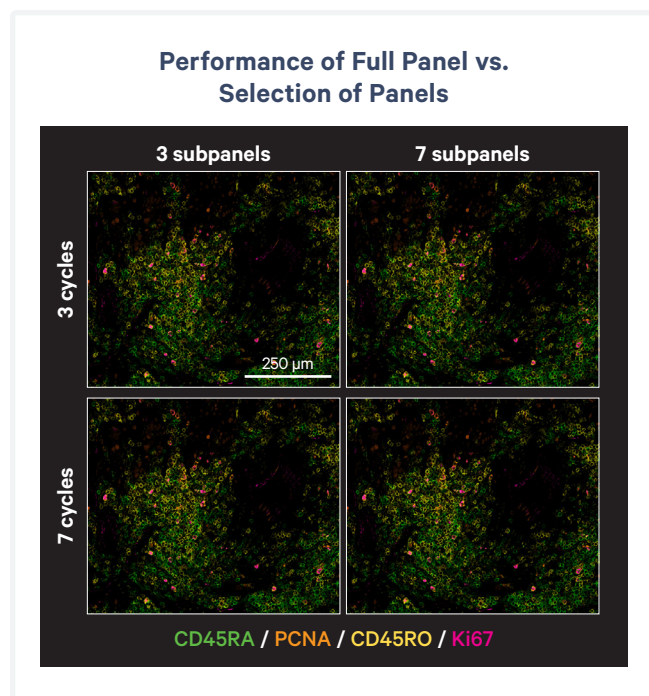 Performance of Full Panel vs.
Selection of Panels
3 subpanels
7 subpanels
3 cycles
250 µm
7 cycles
CD45RA / PCNA / CD45RO / Ki67